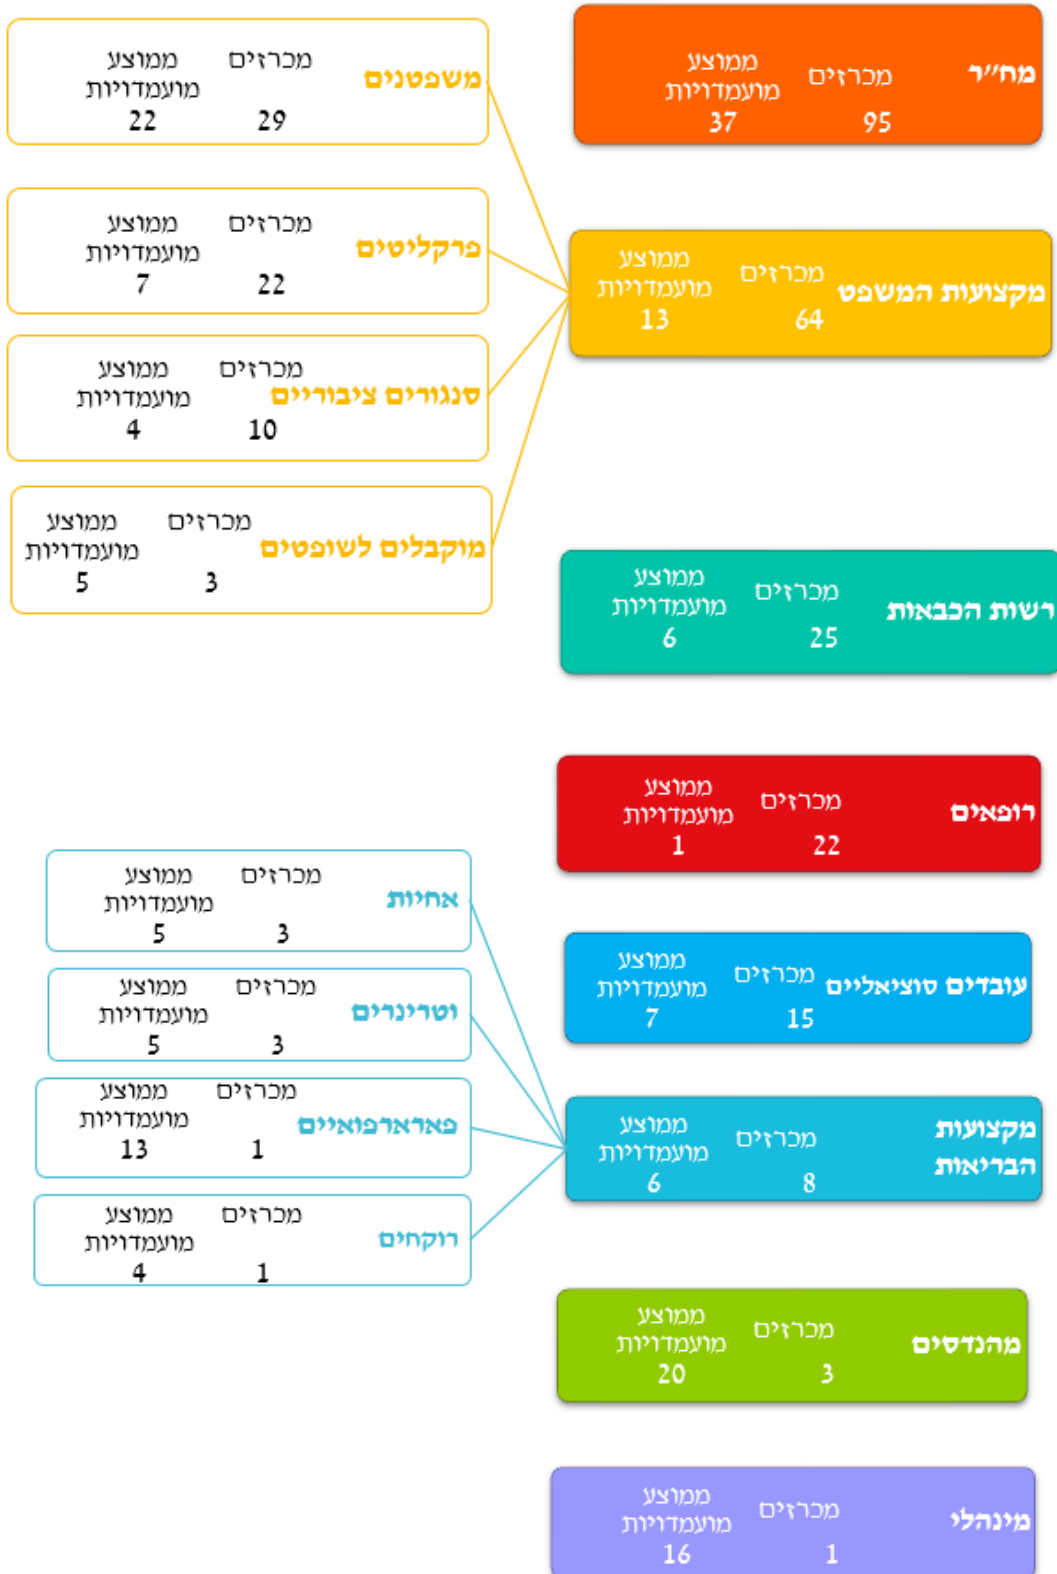 מח״ר
מכרזים
ממוצע
מועמדויות
95
37
מקצועות המשפט
מכרזים
ממוצע
מועמדויות
64
13
משפטנים
מכרזים
ממוצע
מועמדויות
29
22
פרקליטים
מכרזים
ממוצע
מועמדויות
22
7
סנגורים ציבוריים
מכרזים
ממוצע
מועמדויות
10
4
מוקבלים לשופטים
מכרזים
ממוצע
מועמדויות
3
5
רשות הכבאות
מכרזים
ממוצע
מועמדויות
25
6
רופאים
מכרזים
ממוצע
מועמדויות
22
1
עובדים סוציאליים
מכרזים
ממוצע
מועמדויות
15
7
מקצועות
הבריאות
מכרזים
ממוצע
מועמדויות
8
6
אחיות
מכרזים
ממוצע
מועמדויות
3
5
וטרינרים
מכרזים
ממוצע
מועמדויות
3
5
פארארפואיים
מכרזים
ממוצע
מועמדויות
1
13
רוקחים
מכרזים
ממוצע
מועמדויות
1
4
מהנדסים
מכרזים
ממוצע
מועמדויות
3
20
מינהלי
מכרזים
ממוצע
מועמדויות
1
16